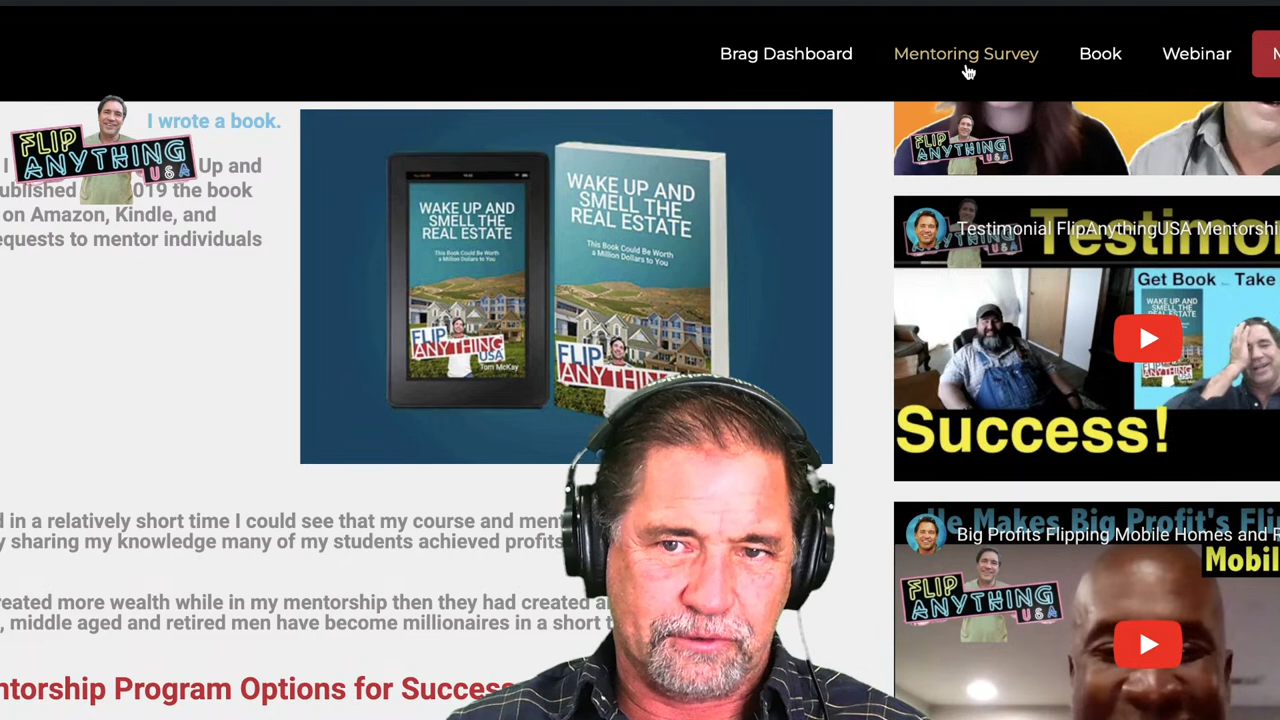 Brag Dashboard
Mentoring Survey
Book
Webinar
I wrote a book.
FLIP
ANYTHING
USA
I
Up and
ublished
019 the book
on Amazon, Kindle, and
equests to mentor individuals
WAKE UP AND
SMELL THE
REAL ESTATE
This Book Could Be Worth
a Million Dollars to You
FLIP
ANYTHING
USA
Tom McKay
WAKE UP AND
SMELL THE
REAL ESTATE
This Book Could Be Worth
a Million Dollars to You
FLIP
ANYTHING
FLIP
ANYTHING
USA
Testimonial FlipAnythingUSA Mentorshi
Testimo
Get Book
Take
WAKE UP AND
SMELL THE
REAL ESTATE
Success!
d in a relatively short time I could see that my course and ment
y sharing my knowledge many of my students achieved profits
reated more wealth while in my mentorship then they had created a
, middle aged and retired men have become millionaires in a short t
ntorship Program Options for Success
He Makes Big Profit's Fli
Big Profits Flipping Mobile Homes and
Mobil
FLIP
ANYTHING
USA